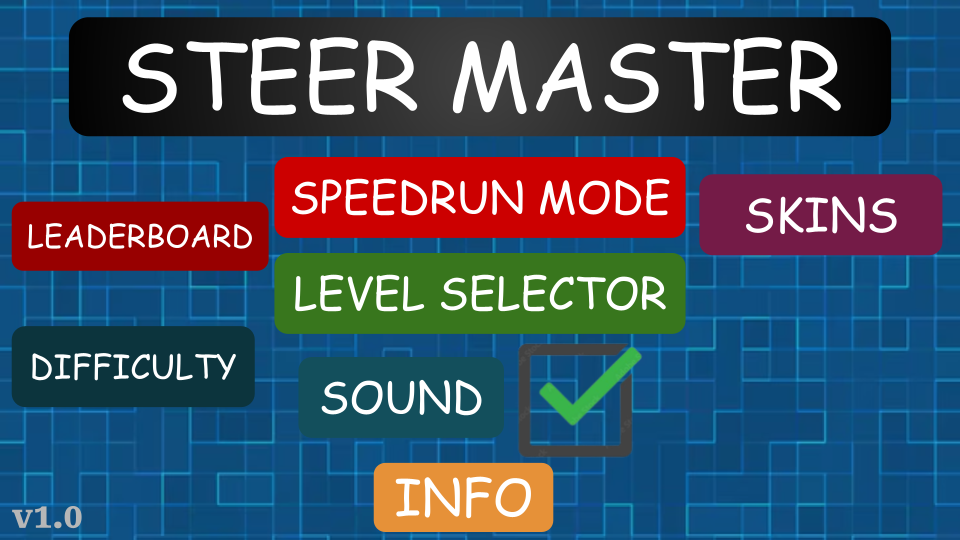 STEER MASTER
SPEEDRUN MODE
SKINS
LEADERBOARD
LEVEL SELECTOR
DIFFICULTY
SOUND
INFO
v1.0